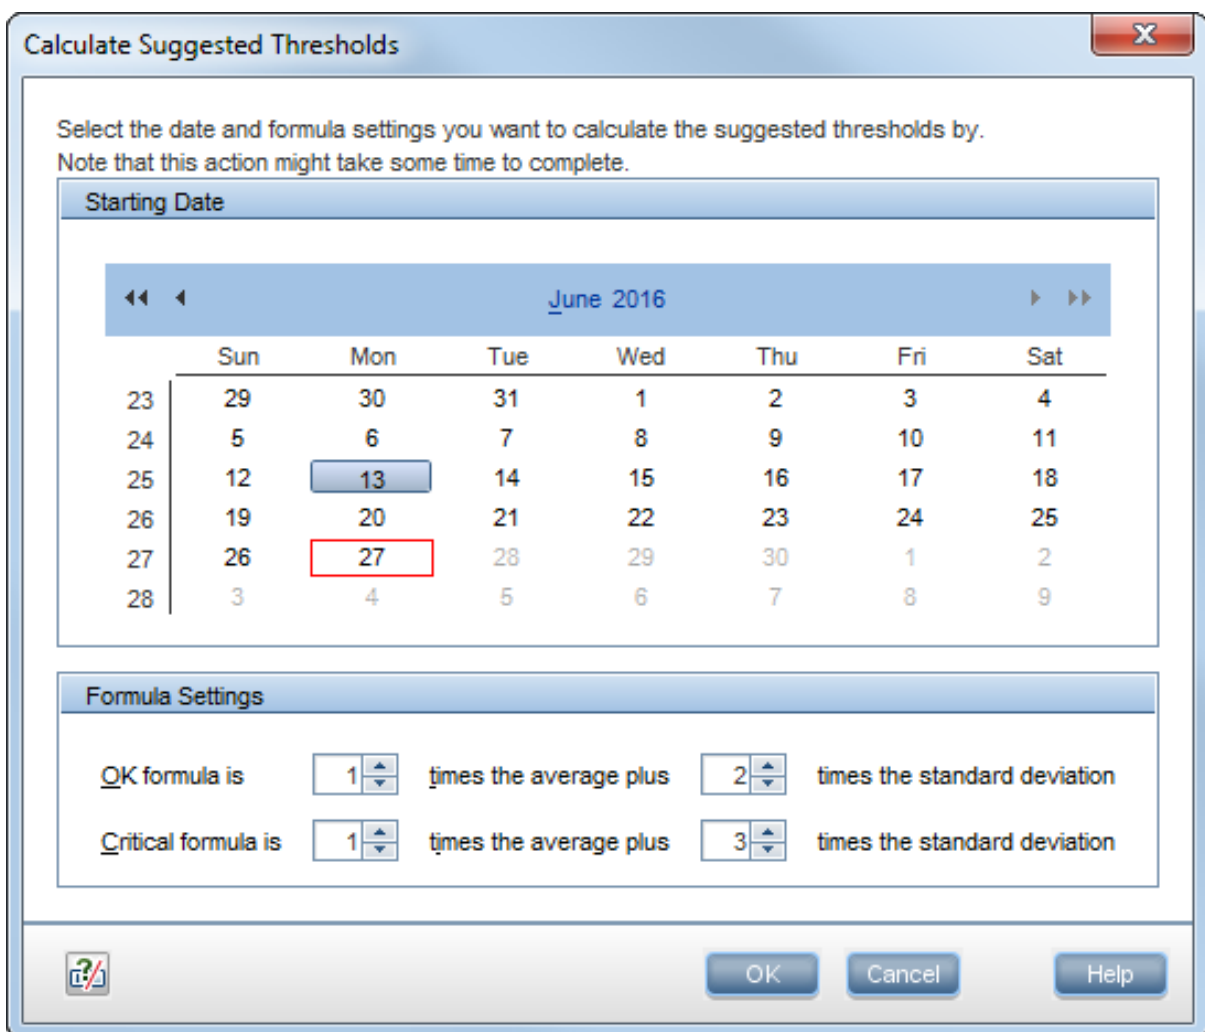 Calculate Suggested Thresholds
Select the date and formula settings you want to calculate the suggested thresholds by.
Note that this action might take some time to complete.
Starting Date
June 2016
Sun Mon Tue Wed Thu Fri Sat
23 29 30 31 1 2 3 4
24 5 6 7 8 9 10 11
25 12 13 14 15 16 17 18
26 19 20 21 22 23 24 25
27 26 27 28 29 30 1 2
28 3 4 5 6 7 8 9
Formula Settings
OK formula is 1 times the average plus 2 times the standard deviation
Critical formula is 1 times the average plus 3 times the standard deviation
OK Cancel Help